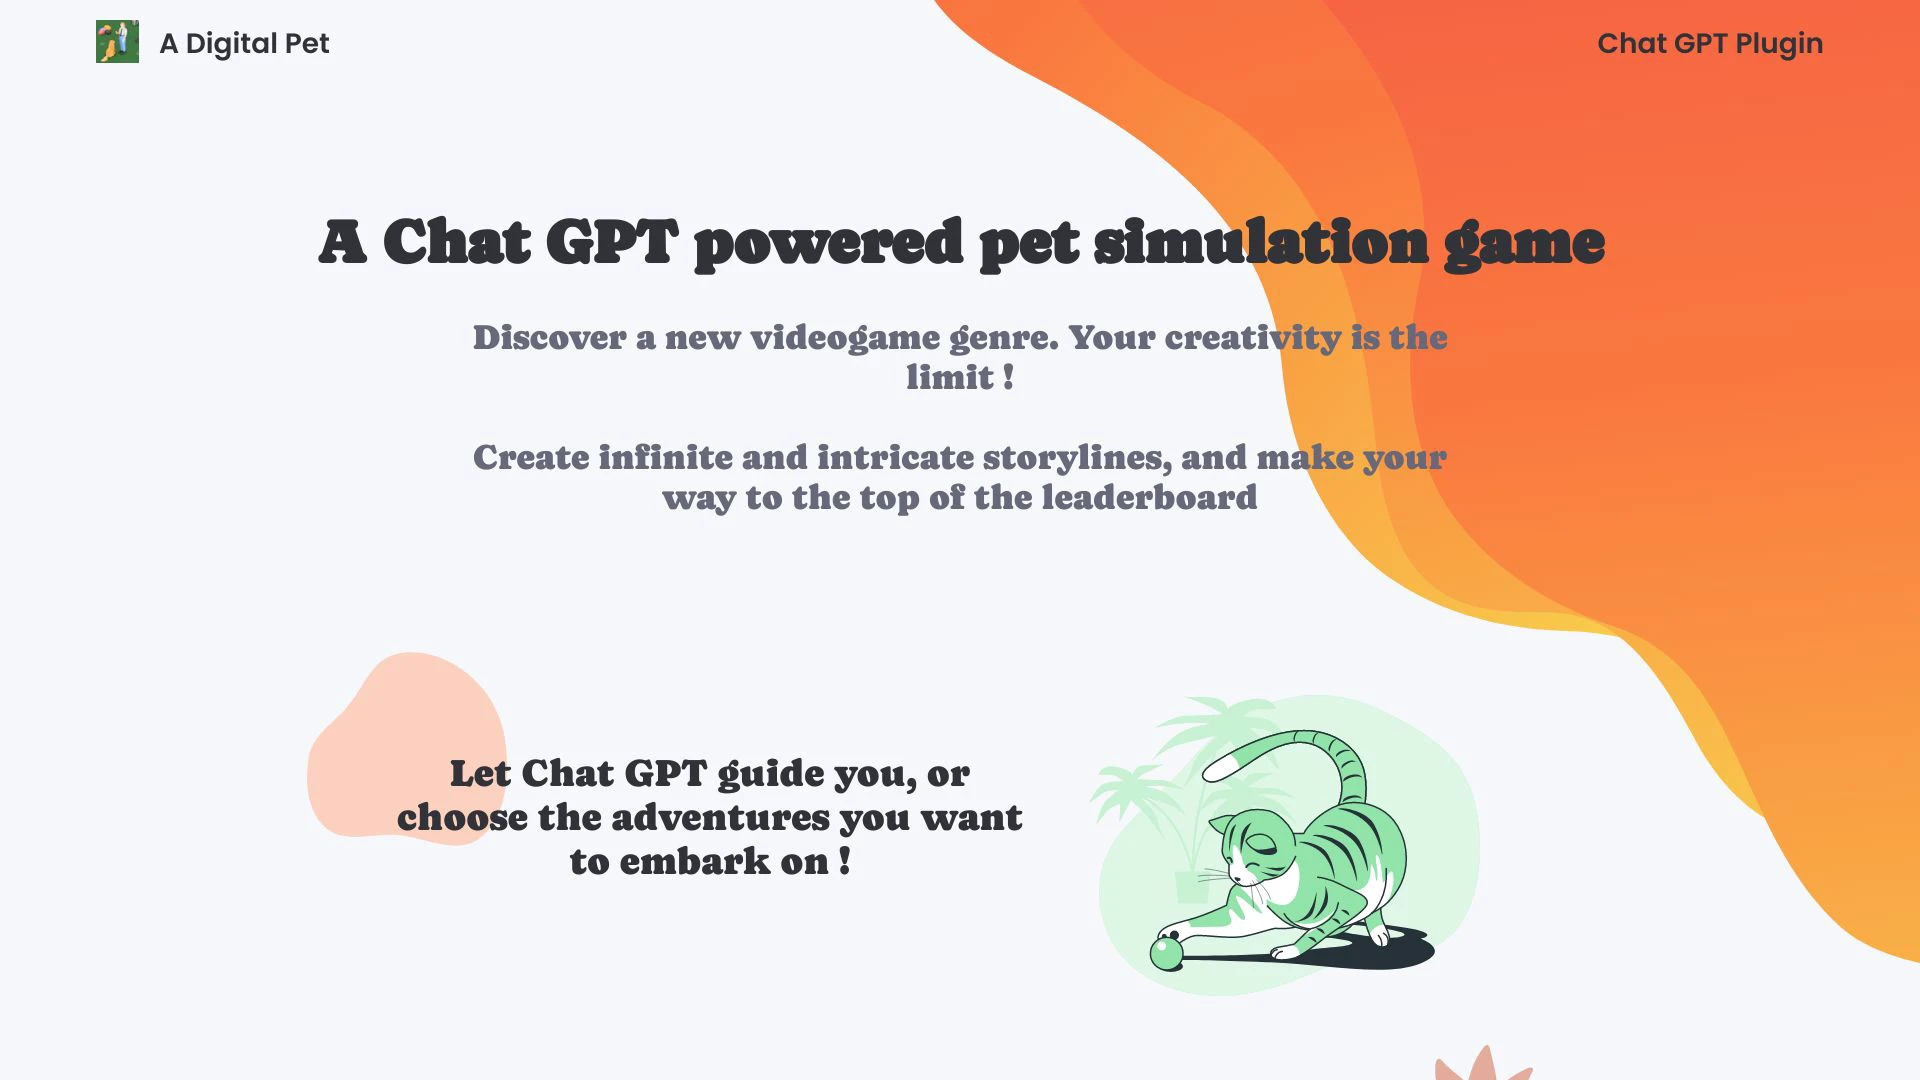 A Digital Pet
Chat GPT Plugin
A Chat GPT powered pet simulation game
Discover a new videogame genre. Your creativity is the
limit !
Create infinite and intricate storylines, and make your
way to the top of the leaderboard
Let Chat GPT guide you, or
choose the adventures you want
to embark on !